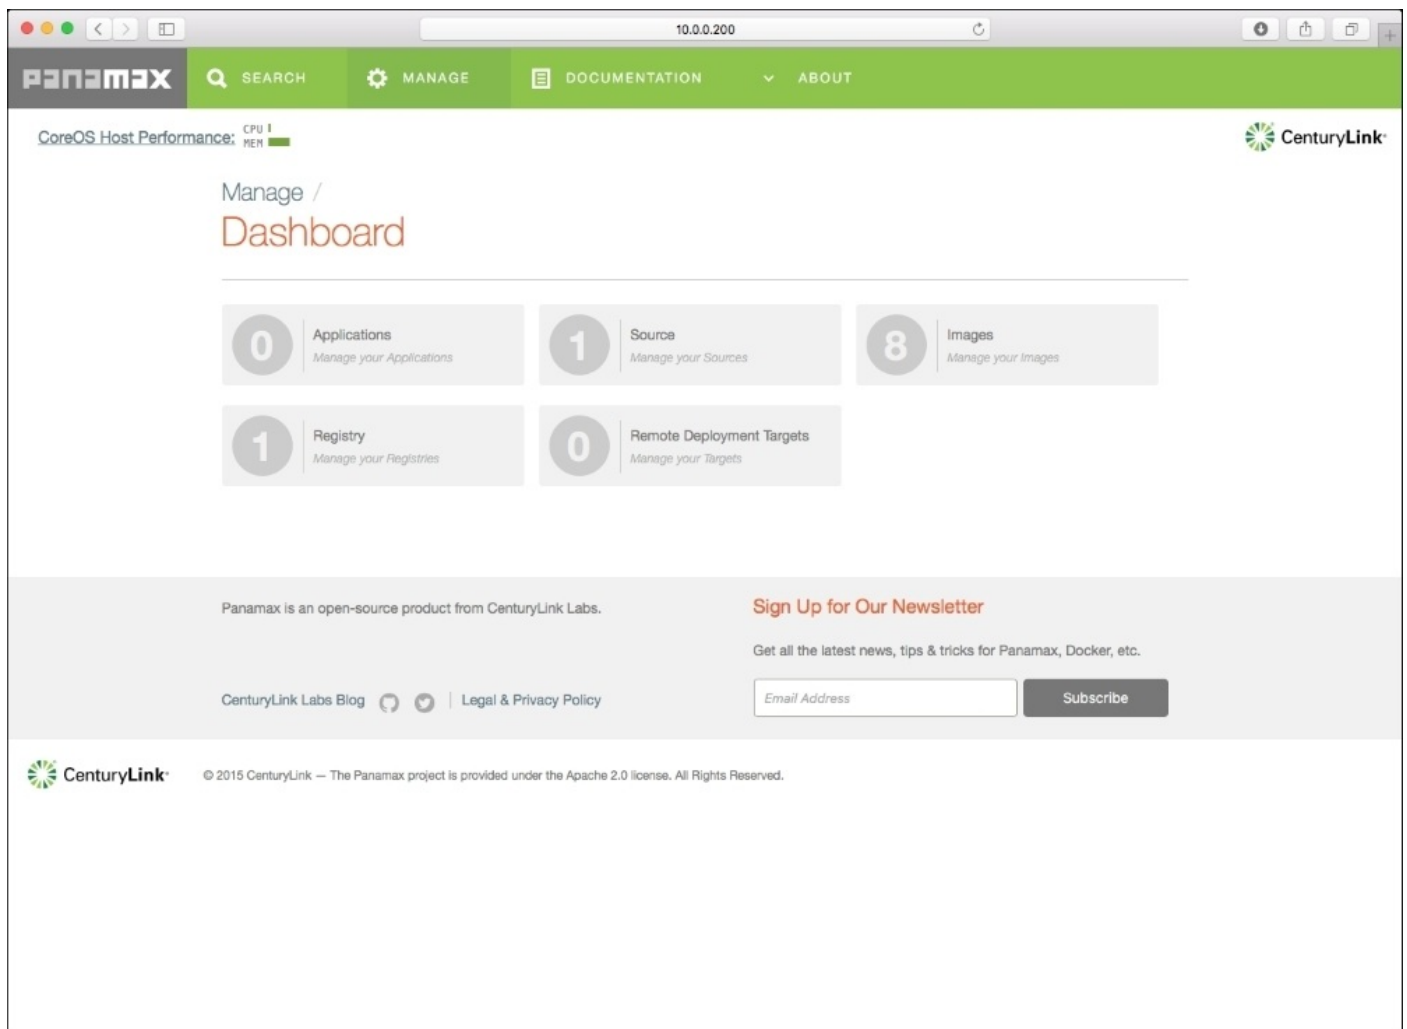 10.0.0.200
PANAMAX
SEARCH
MANAGE
DOCUMENTATION
ABOUT
CoreOS Host Performance:
CPU
MEM
CenturyLink
Manage /
Dashboard
0
Applications
Manage your Applications
1
Source
Manage your Sources
8
Images
Manage your Images
1
Registry
Manage your Registries
0
Remote Deployment Targets
Manage your Targets
Panamax is an open-source product from CenturyLink Labs.
CenturyLink Labs Blog | Legal & Privacy Policy
Sign Up for Our Newsletter
Get all the latest news, tips & tricks for Panamax, Docker, etc.
Email Address
Subscribe
CenturyLink
© 2015 CenturyLink — The Panamax project is provided under the Apache 2.0 license. All Rights Reserved.